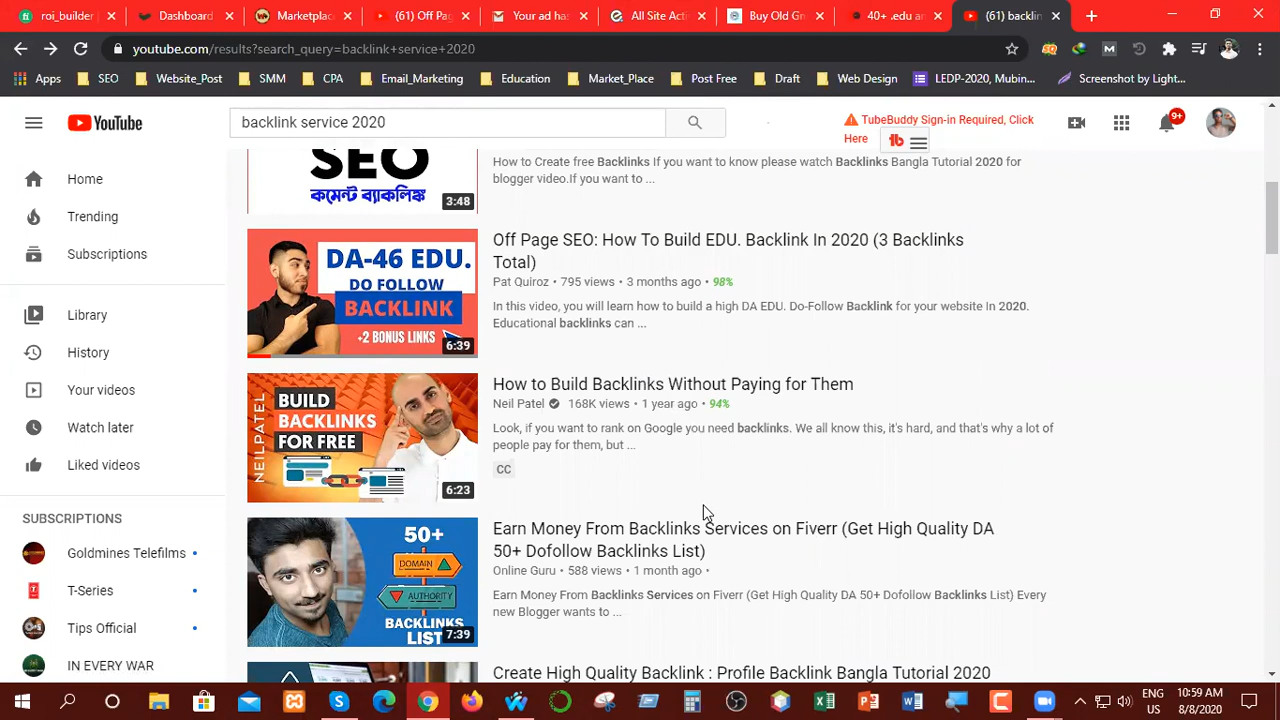 roi_builder
Dashboard
Marketplac
(61) Off Pag
Your ad has
All Site Acti
Buy Old Gm
40+ .edu an
(61) backlin
youtube.com/results?search_query=backlink+service+2020
Apps SEO Website_Post SMM CPA Email_Marketing Education Market_Place Post Free Draft Web Design LEDP-2020, Mubin... Screenshot by Light...
YouTube
backlink service 2020
TubeBuddy Sign-in Required, Click
Here
9+
Home
Trending
Subscriptions
Library
History
Your videos
Watch later
Liked videos
SUBSCRIPTIONS
Goldmines Telefilms
T-Series
Tips Official
IN EVERY WAR
SEO
কমেন্ট ব্যাকলিঙ্ক
3:48
How to Create free Backlinks If you want to know please watch Backlinks Bangla Tutorial 2020 for
blogger video.If you want to ...
DA-46 EDU.
DO FOLLOW
BACKLINK
+2 BONUS LINKS
6:39
Off Page SEO: How To Build EDU. Backlink In 2020 (3 Backlinks
Total)
Pat Quiroz • 795 views • 3 months ago • 98%
In this video, you will learn how to build a high DA EDU. Do-Follow Backlink for your website In 2020.
Educational backlinks can ...
NEILPATEL
BUILD
BACKLINKS
FOR FREE
6:23
How to Build Backlinks Without Paying for Them
Neil Patel 168K views • 1 year ago • 94%
Look, if you want to rank on Google you need backlinks. We all know this, it's hard, and that's why a lot of
people pay for them, but ...
CC
50+
DOMAIN
AUTHORITY
BACKLINKS
LIST
7:39
Earn Money From Backlinks Services on Fiverr (Get High Quality DA
50+ Dofollow Backlinks List)
Online Guru • 588 views • 1 month ago •
Earn Money From Backlinks Services on Fiverr (Get High Quality DA 50+ Dofollow Backlinks List) Every
new Blogger wants to ...
Create High Quality Backlink : Profile Backlink Bangla Tutorial 2020
ENG
US
10:59 AM
8/8/2020